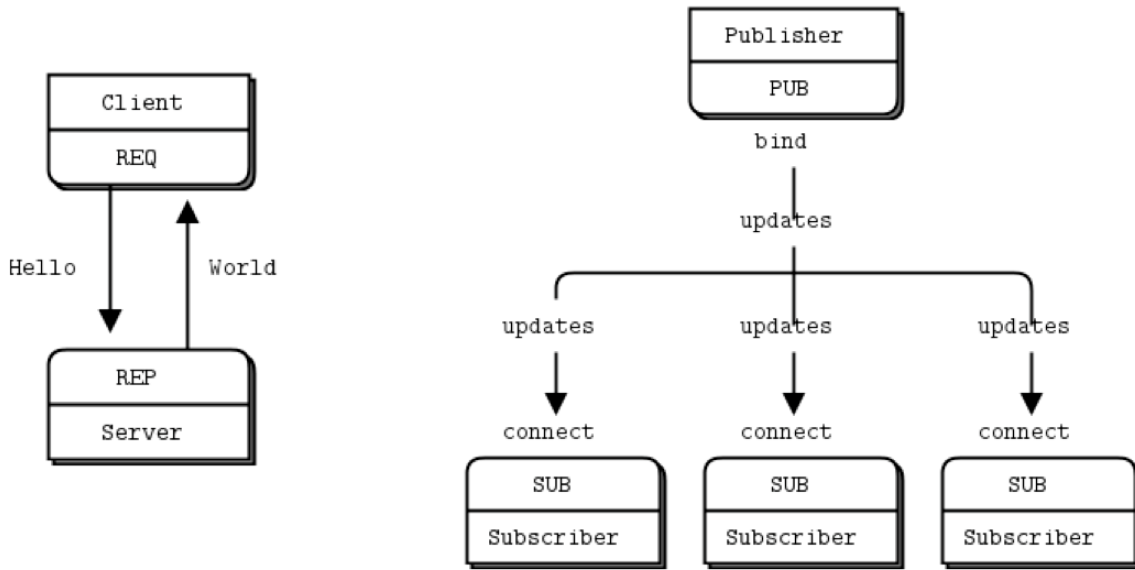 Client
REQ
Hello
World
REP
Server
Publisher
PUB
bind
updates
updates
updates
updates
connect
connect
connect
SUB
SUB
SUB
Subscriber
Subscriber
Subscriber